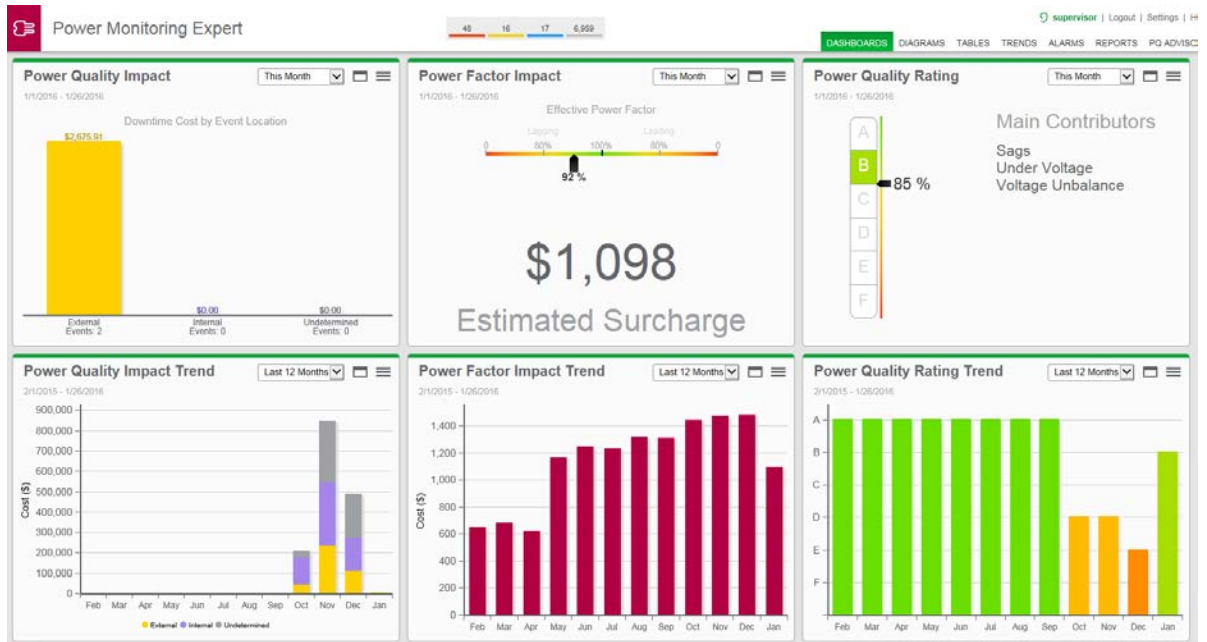 Power Monitoring Expert
48 16 17 6,959
supervisor | Logout | Settings |
DASHBOARDS DIAGRAMS TABLES TRENDS ALARMS REPORTS PQ ADVISO
Power Quality Impact
This Month
1/1/2016 - 1/26/2016
Downtime Cost by Event Location
$2,675.91
$0.00
$0.00
External
Events: 2
Internal
Events: 0
Undetermined
Events: 0
Power Factor Impact
This Month
1/1/2016 - 1/26/2016
Effective Power Factor
Lagging Leading
0 80% 100% 80% 0
92 %
$1,098
Estimated Surcharge
Power Quality Rating
This Month
1/1/2016 - 1/26/2016
A
B
C
D
E
F
85 %
Main Contributors
Sags
Under Voltage
Voltage Unbalance
Power Quality Impact Trend
Last 12 Months
2/1/2015 - 1/26/2016
Cost ($)
900,000
800,000
700,000
600,000
500,000
400,000
300,000
200,000
100,000
0
Feb Mar Apr May Jun Jul Aug Sep Oct Nov Dec Jan
External Internal Undetermined
Power Factor Impact Trend
Last 12 Months
2/1/2015 - 1/26/2016
Cost ($)
1,400
1,200
1,000
800
600
400
200
0
Feb Mar Apr May Jun Jul Aug Sep Oct Nov Dec Jan
Power Quality Rating Trend
Last 12 Months
2/1/2015 - 1/26/2016
A
B
C
D
E
F
Feb Mar Apr May Jun Jul Aug Sep Oct Nov Dec Jan